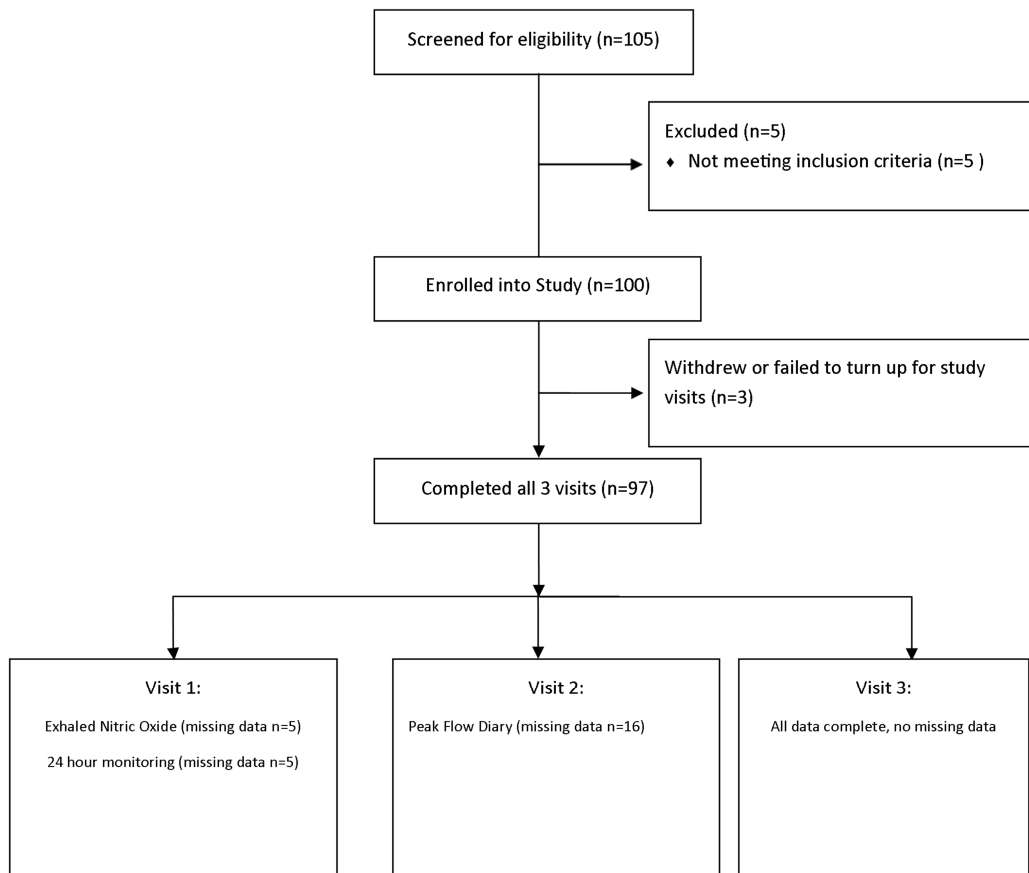 Screened for eligibility (n=105)
Excluded (n=5)
♦ Not meeting inclusion criteria (n=5 )
Enrolled into Study (n=100)
Withdrew or failed to turn up for study
visits (n=3)
Completed all 3 visits (n=97)
Visit 1:
Exhaled Nitric Oxide (missing data n=5)
24 hour monitoring (missing data n=5)
Visit 2:
Peak Flow Diary (missing data n=16)
Visit 3:
All data complete, no missing data